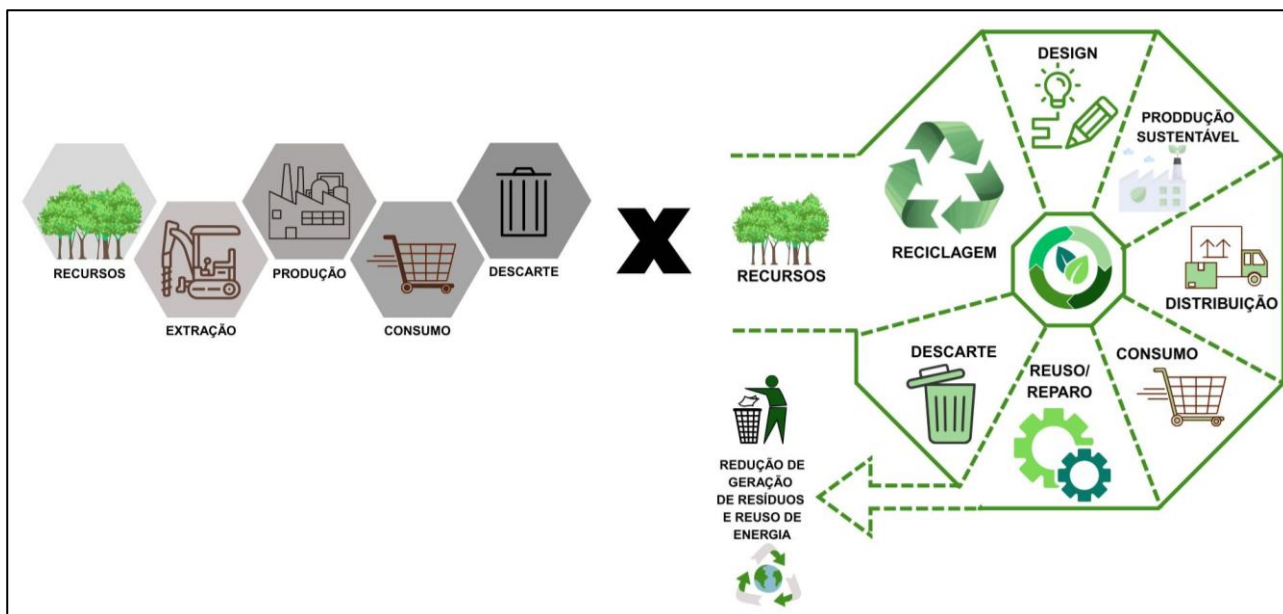 RECURSOS
EXTRAÇÃO
PRODUÇÃO
CONSUMO
DESCARTE
X
RECURSOS
RECICLAGEM
DESIGN
PRODDUÇÃO
SUSTENTÁVEL
DISTRIBUIÇÃO
CONSUMO
REUSO/
REPARO
DESCARTE
REDUÇÃO DE
GERAÇÃO
DE RESÍDUOS
E REUSO DE
ENERGIA